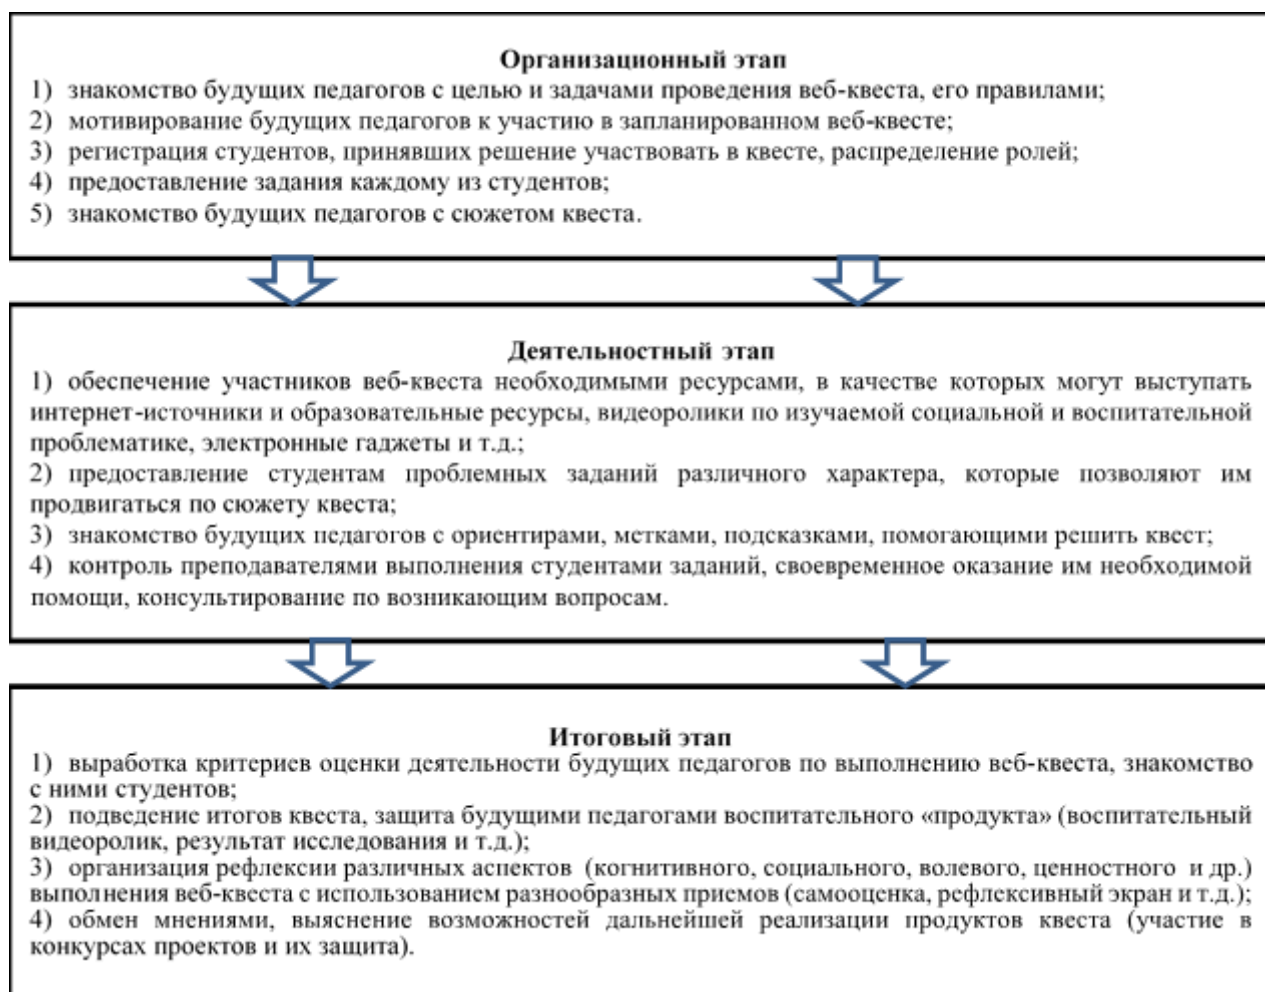 Организационный этап
1) знакомство будущих педагогов с целью и задачами проведения веб-квеста, его правилами;
2) мотивирование будущих педагогов к участию в запланированном веб-квесте;
3) регистрация студентов, принявших решение участвовать в квесте, распределение ролей;
4) предоставление задания каждому из студентов;
5) знакомство будущих педагогов с сюжетом квеста.
Деятельностный этап
1) обеспечение участников веб-квеста необходимыми ресурсами, в качестве которых могут выступать
интернет-источники и образовательные ресурсы, видеоролики по изучаемой социальной и воспитательной
проблематике, электронные гаджеты и т.д.;
2) предоставление студентам проблемных заданий различного характера, которые позволяют им
продвигаться по сюжету квеста;
3) знакомство будущих педагогов с ориентирами, метками, подсказками, помогающими решить квест;
4) контроль преподавателями выполнения студентами заданий, своевременное оказание им необходимой
помощи, консультирование по возникающим вопросам.
Итоговый этап
1) выработка критериев оценки деятельности будущих педагогов по выполнению веб-квеста, знакомство
с ними студентов;
2) подведение итогов квеста, защита будущими педагогами воспитательного «продукта» (воспитательный
видеоролик, результат исследования и т.д.);
3) организация рефлексии различных аспектов (когнитивного, социального, волевого, ценностного и др.)
выполнения веб-квеста с использованием разнообразных приемов (самооценка, рефлексивный экран и т.д.);
4) обмен мнениями, выяснение возможностей дальнейшей реализации продуктов квеста (участие в
конкурсах проектов и их защита).